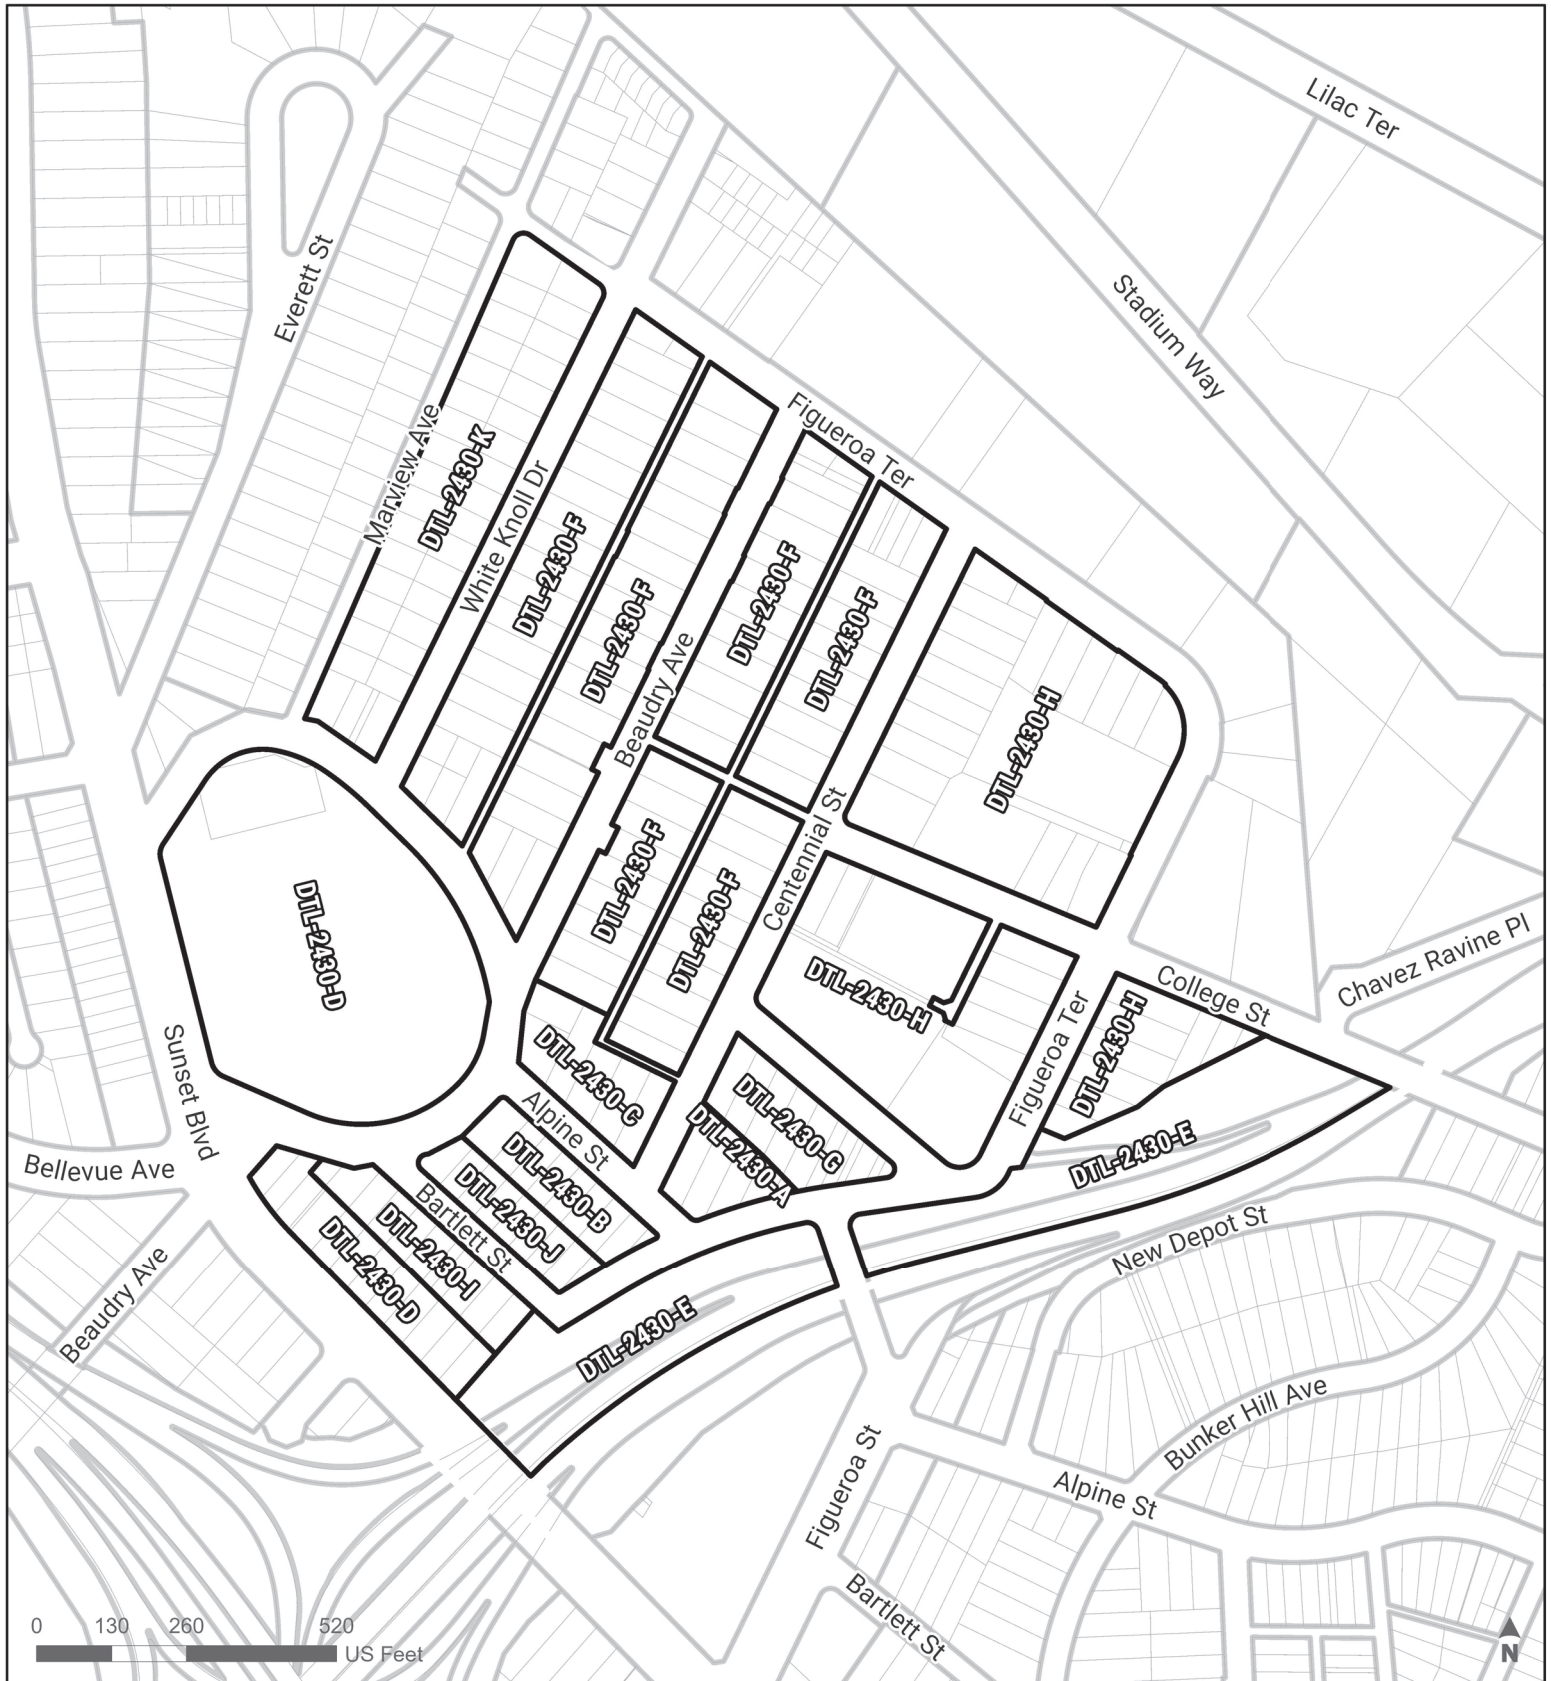 Lilac Ter
Stadium Way
Everett St
Marview Ave
DTL-2430-K
White Knoll Dr
Figueroa Ter
DTL-2430-F
DTL-2430-F
DTL-2430-F
DTL-2430-F
Beaudry Ave
DTL-2430-H
Centennial St
DTL-2430-F
DTL-2430-F
DTL-2430-D
DTL-2430-H
College St
Chavez Ravine Pl
DTL-2430-H
Figueroa Ter
Sunset Blvd
DTL-2430-C
Alpine St
DTL-2430-G
DTL-2430-A
DTL-2430-E
Bellevue Ave
DTL-2430-B
DTL-2430-J
Bartlett St
DTL-2430-I
DTL-2430-D
New Depot St
Beaudry Ave
DTL-2430-E
Bunker Hill Ave
Figueroa St
Alpine St
Bartlett St
0 130 260 520
US Feet
N